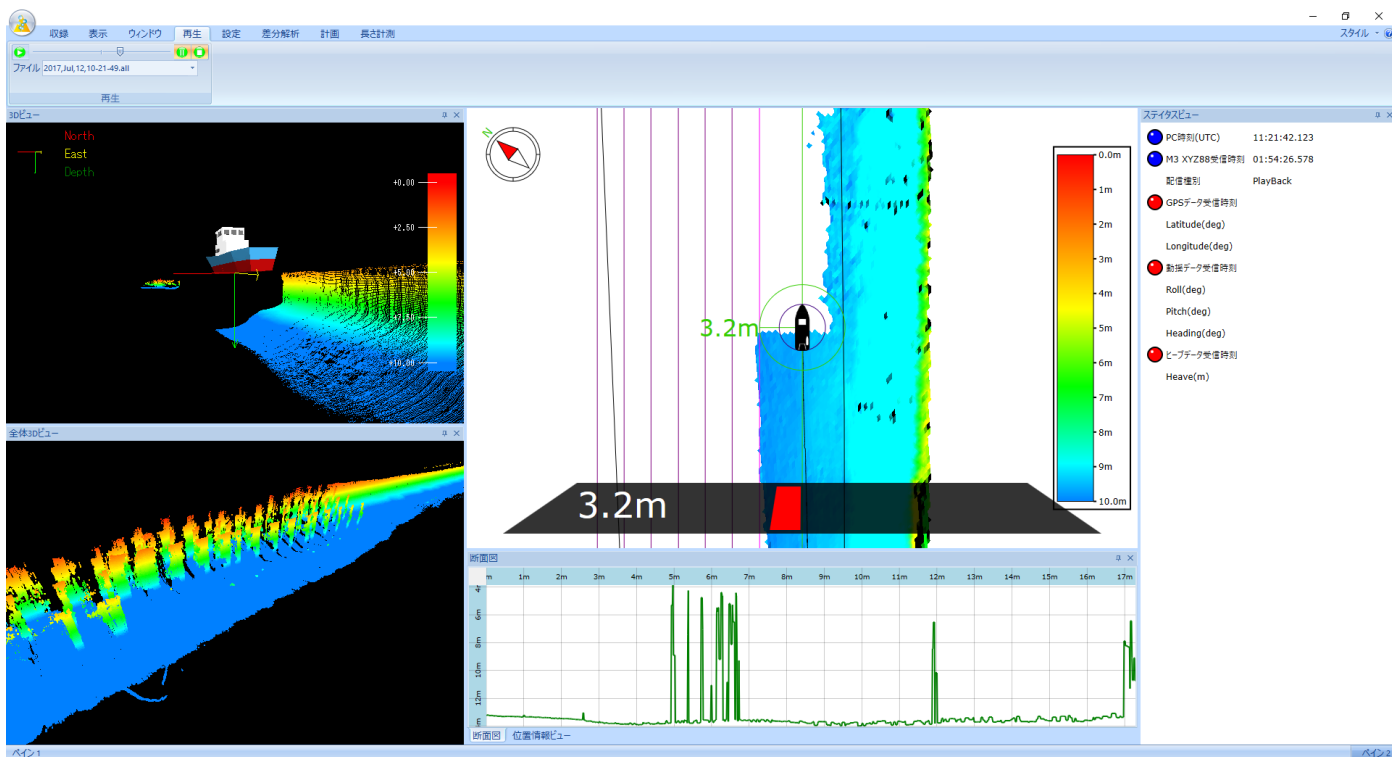 収録 表示 ウィンドウ 再生 設定 差分解析 計画 長さ計測 スタイル
ファイル 2017,Jul,12,10-21-49.all
再生
3Dビュー
North
East
Depth
+0.00
+2.50
+5.00
+7.50
+10.00
全体3Dビュー
N
3.2m
3.2m
0.0m
1m
2m
3m
4m
5m
6m
7m
8m
9m
10.0m
断面図
m 1m 2m 3m 4m 5m 6m 7m 8m 9m 10m 11m 12m 13m 14m 15m 16m 17m
6m
8m
10m
12m
断面図 位置情報ビュー
ステイタスビュー
PC時刻(UTC) 11:21:42.123
M3 XYZ88受信時刻 01:54:26.578
配信種別 PlayBack
GPSデータ受信時刻
Latitude(deg)
Longitude(deg)
動揺データ受信時刻
Roll(deg)
Pitch(deg)
Heading(deg)
ヒーブデータ受信時刻
Heave(m)
ペイン 1 ペイン 2